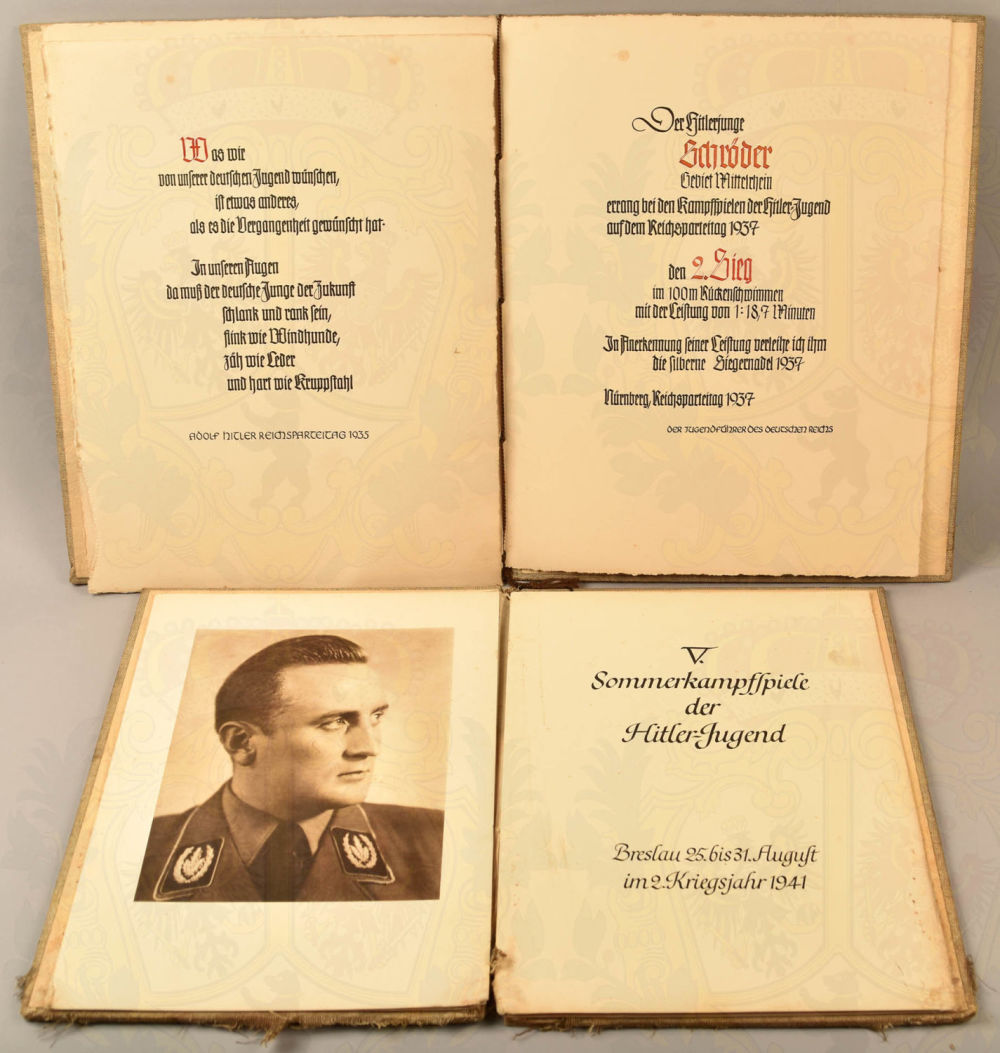 Was wir
von unserer deutschen Jugend wünschen,
ist etwas anderes,
als es die Vergangenheit gewünscht hat.
In unseren Augen
da muß der deutsche Junge der Zukunft
schlank und rank sein,
flink wie Windhunde,
zäh wie Leder
und hart wie Kruppstahl
ADOLF HITLER REICHSPARTEITAG 1935
Der Hitlerjunge
Schröder
Gebiet Mittelrhein
errang bei den Kampfspielen der Hitler-Jugend
auf dem Reichsparteitag 1937
den 2. Sieg
im 100m Rückenschwimmen
mit der Leistung von 1:18,7 Minuten
In Anerkennung seiner Leistung verleihe ich ihm
die silberne Siegernadel 1937
Nürnberg, Reichsparteitag 1937
DER JUGENDFÜHRER DES DEUTSCHEN REICHS
V.
Sommerkampfspiele
der
Hitler-Jugend
Breslau 25. bis 31. August
im 2. Kriegsjahr 1941